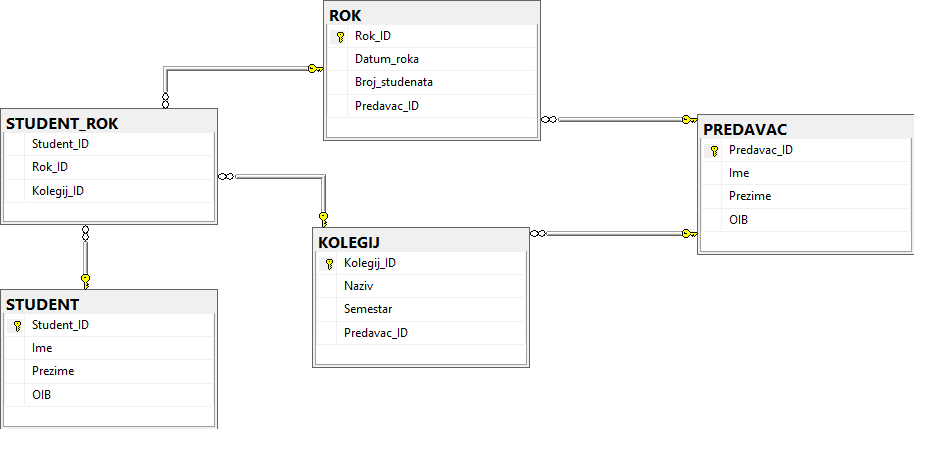 ROK
Rok_ID
Datum_roka
Broj_studenata
Predavac_ID
STUDENT_ROK
Student_ID
Rok_ID
Kolegij_ID
PREDAVAC
Predavac_ID
Ime
Prezime
OIB
KOLEGIJ
Kolegij_ID
Naziv
Semestar
Predavac_ID
STUDENT
Student_ID
Ime
Prezime
OIB